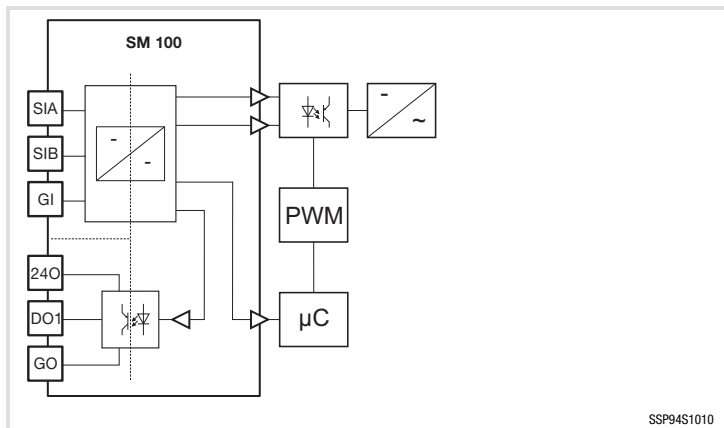 SM 100
SIA
SIB
GI
24O
DO1
GO
-
-
-
~
PWM
µC
SSP94S1010